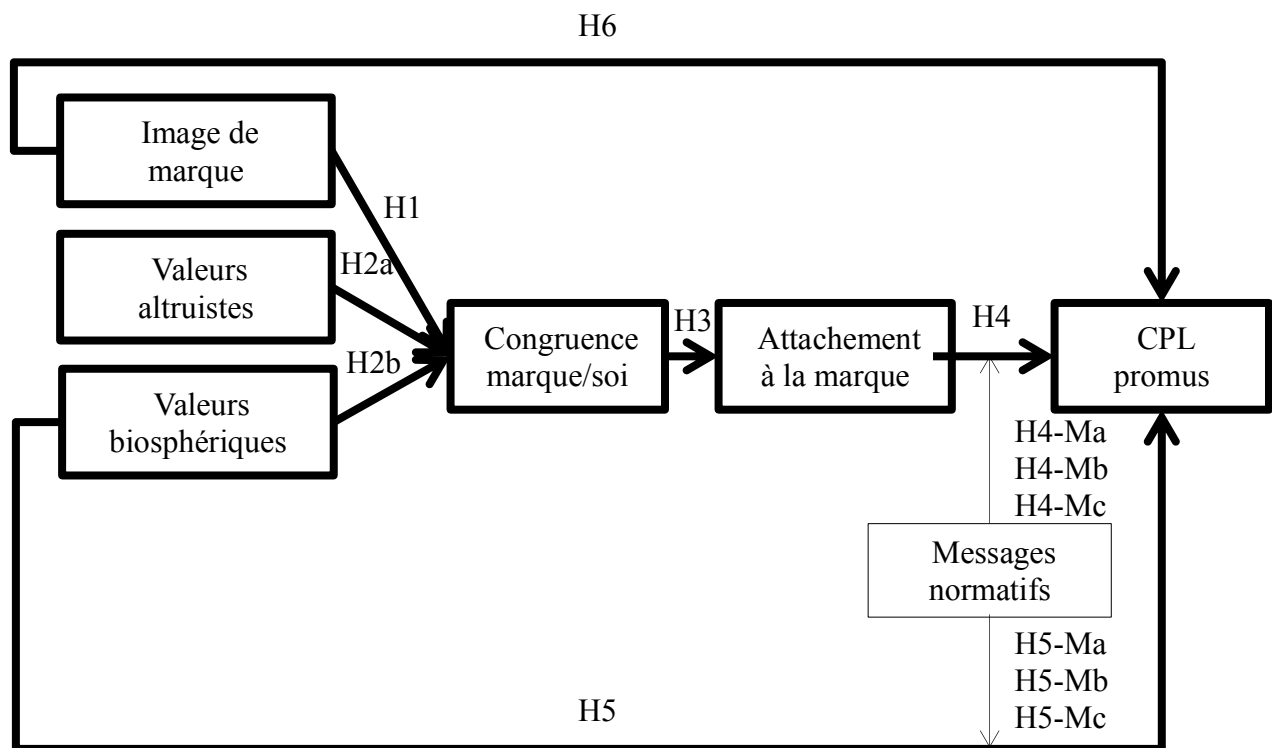 H6
Image de
marque
H1
Valeurs
altruistes
H2a
H2b
Valeurs
biosphériques
Congruence
marque/soi
H3
Attachement
à la marque
H4
CPL
promus
H4-Ma
H4-Mb
H4-Mc
Messages
normatifs
H5-Ma
H5-Mb
H5-Mc
H5